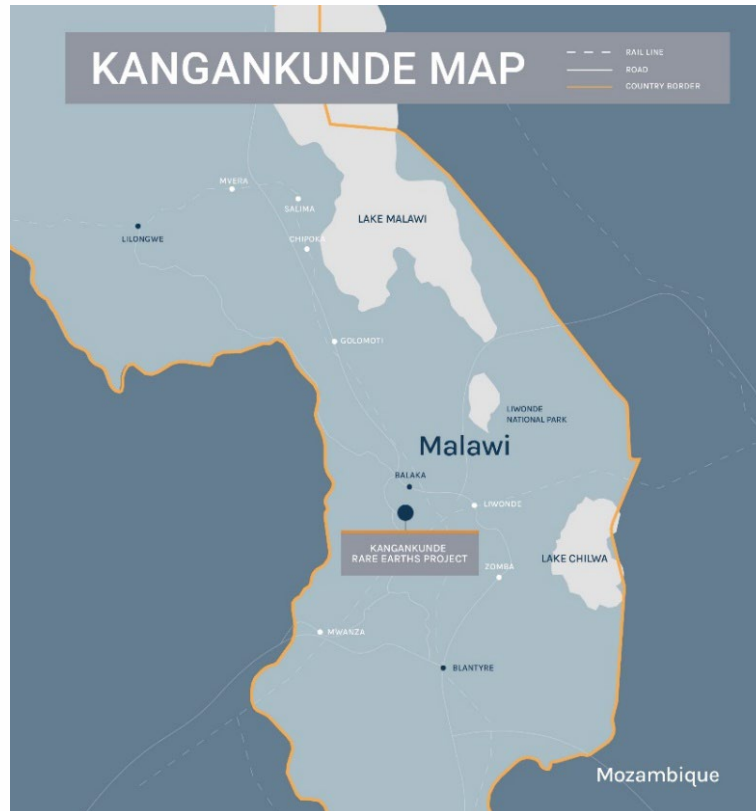 KANGANKUNDE MAP
RAIL LINE
ROAD
COUNTRY BORDER
MVERA
SALIMA
LAKE MALAWI
LILONGWE
CHIPOKA
GOLOMOTI
LIWONDE
NATIONAL PARK
Malawi
BALAKA
LIWONDE
KANGANKUNDE
RARE EARTHS PROJECT
LAKE CHILWA
ZOMBA
MWANZA
BLANTYRE
Mozambique